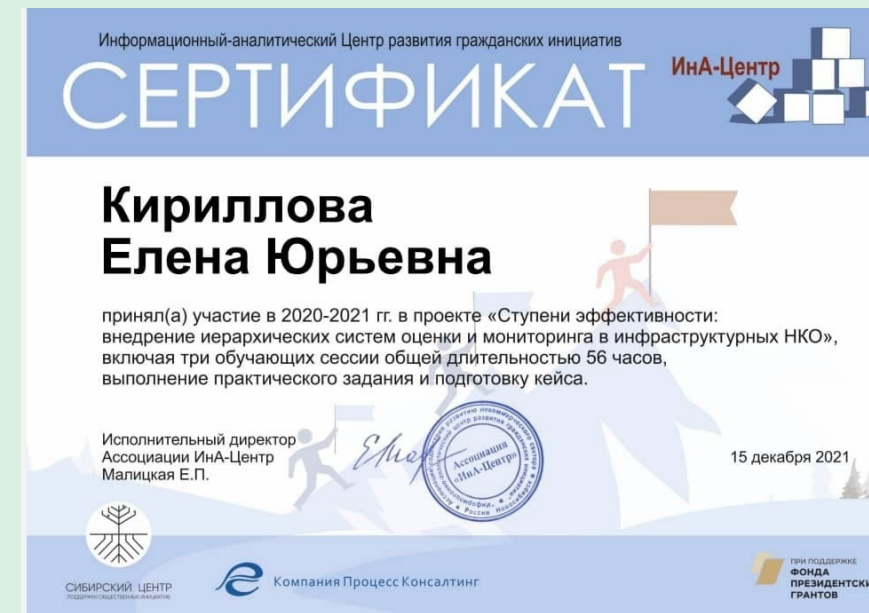 Информационный-аналитический Центр развития гражданских инициатив
СЕРТИФИКАТ
ИнА-Центр
Кириллова
Елена Юрьевна
принял(а) участие в 2020-2021 гг. в проекте «Ступени эффективности:
внедрение иерархических систем оценки и мониторинга в инфраструктурных НКО»,
включая три обучающих сессии общей длительностью 56 часов,
выполнение практического задания и подготовку кейса.
Исполнительный директор
Ассоциации ИнА-Центр
Малицкая Е.П.
Ассоциация
«ИнА-Центр»
15 декабря 2021
СИБИРСКИЙ ЦЕНТР
ПОДДЕРЖКИ ОБЩЕСТВЕННЫХ ИНИЦИАТИВ
Компания Процесс Консалтинг
ПРИ ПОДДЕРЖКЕ
ФОНДА
ПРЕЗИДЕНТСКИ
ГРАНТОВ